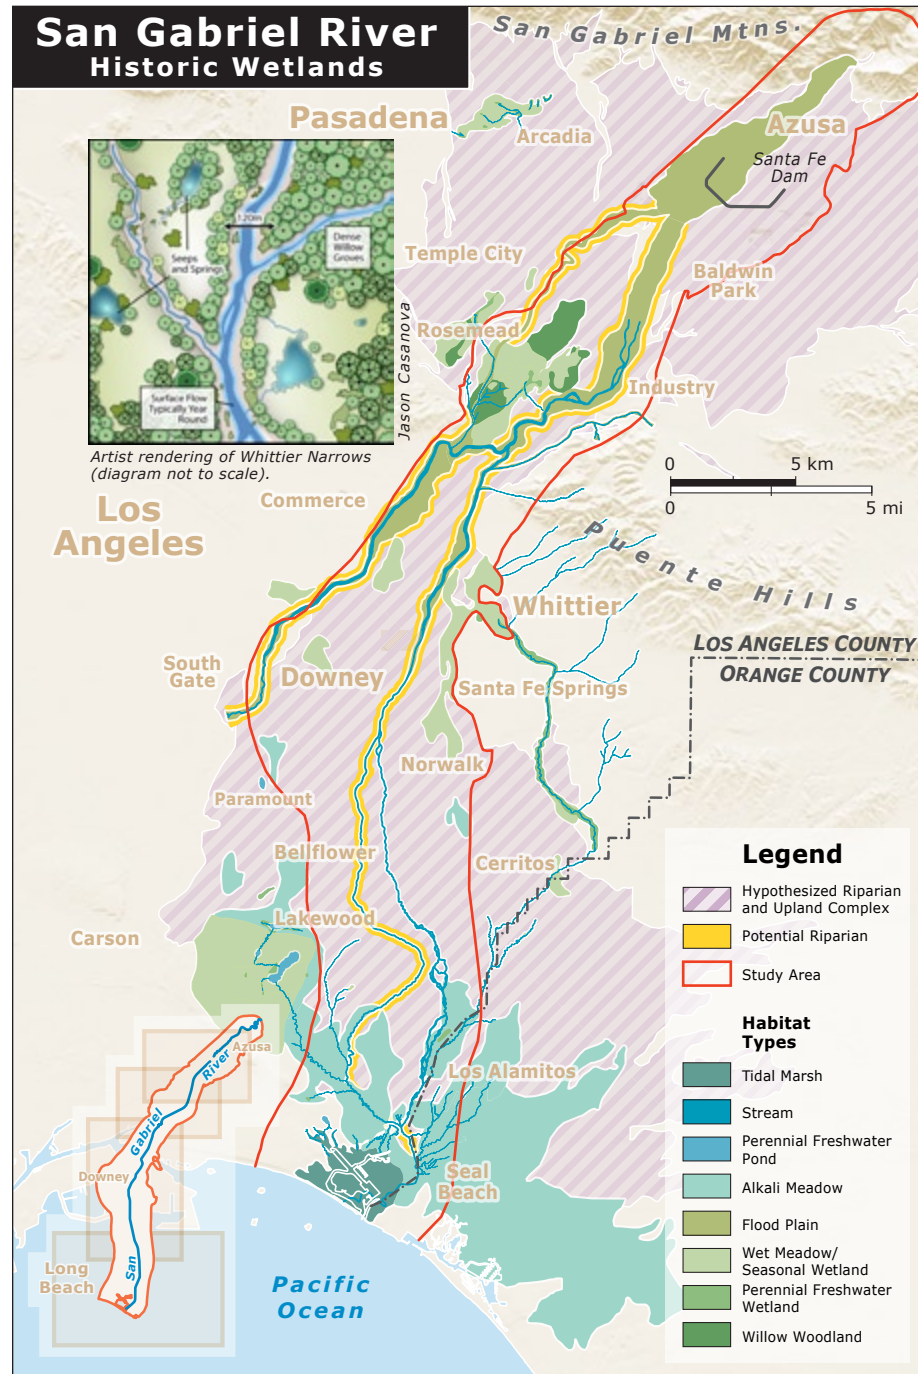 San Gabriel River
Historic Wetlands
San Gabriel Mtns.
Pasadena
Arcadia
Azusa
Santa Fe
Dam
1.20m
Dense
Willow
Groves
Seeps
and Springs
Surface Flow
Typically Year
Round
Jason Casanova
Artist rendering of Whittier Narrows
(diagram not to scale).
Temple City
Baldwin
Park
Rosemead
Industry
0 5 km
0 5 mi
Commerce
Los
Angeles
Puente Hills
Whittier
LOS ANGELES COUNTY
ORANGE COUNTY
South
Gate
Downey
Santa Fe Springs
Norwalk
Paramount
Bellflower
Cerritos
Lakewood
Carson
Los Alamitos
Seal
Beach
Azusa
San Gabriel River
Downey
Long
Beach
Pacific
Ocean
Legend
Hypothesized Riparian
and Upland Complex
Potential Riparian
Study Area
Habitat
Types
Tidal Marsh
Stream
Perennial Freshwater
Pond
Alkali Meadow
Flood Plain
Wet Meadow/
Seasonal Wetland
Perennial Freshwater
Wetland
Willow Woodland